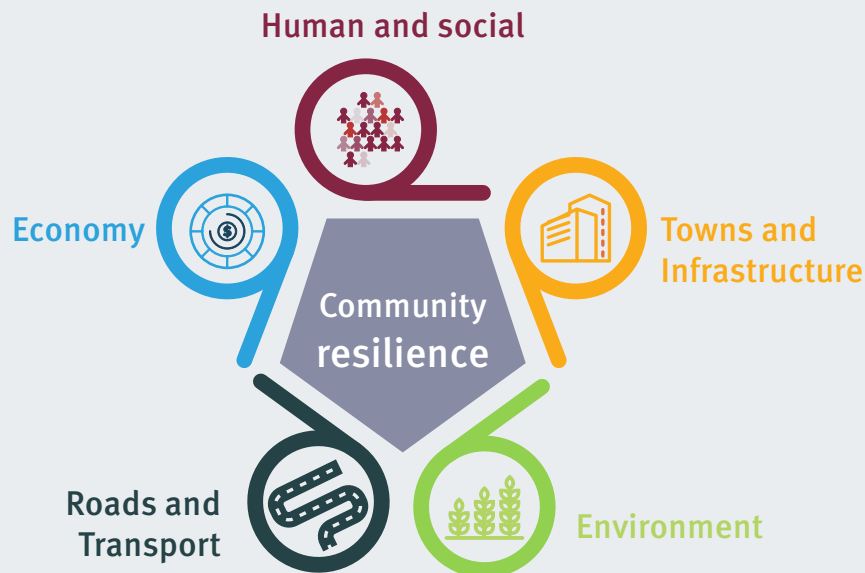 Human and social
Economy
Towns and
Infrastructure
Community
resilience
Roads and
Transport
Environment
$